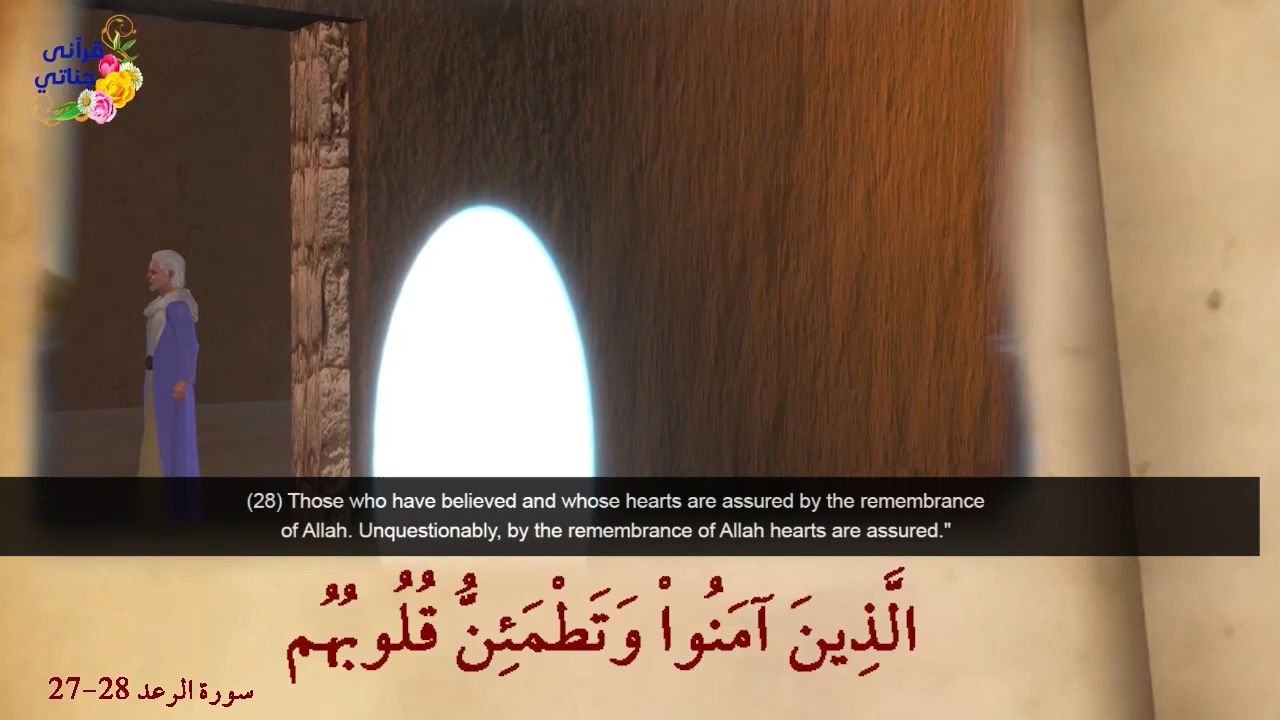 قرآنى
جناتي
(28) Those who have believed and whose hearts are assured by the remembrance
of Allah. Unquestionably, by the remembrance of Allah hearts are assured."
الَّذِينَ آمَنُواْ وَتَطْمَئِنُّ قُلُوبُهُم
سورة الرعد 28-27